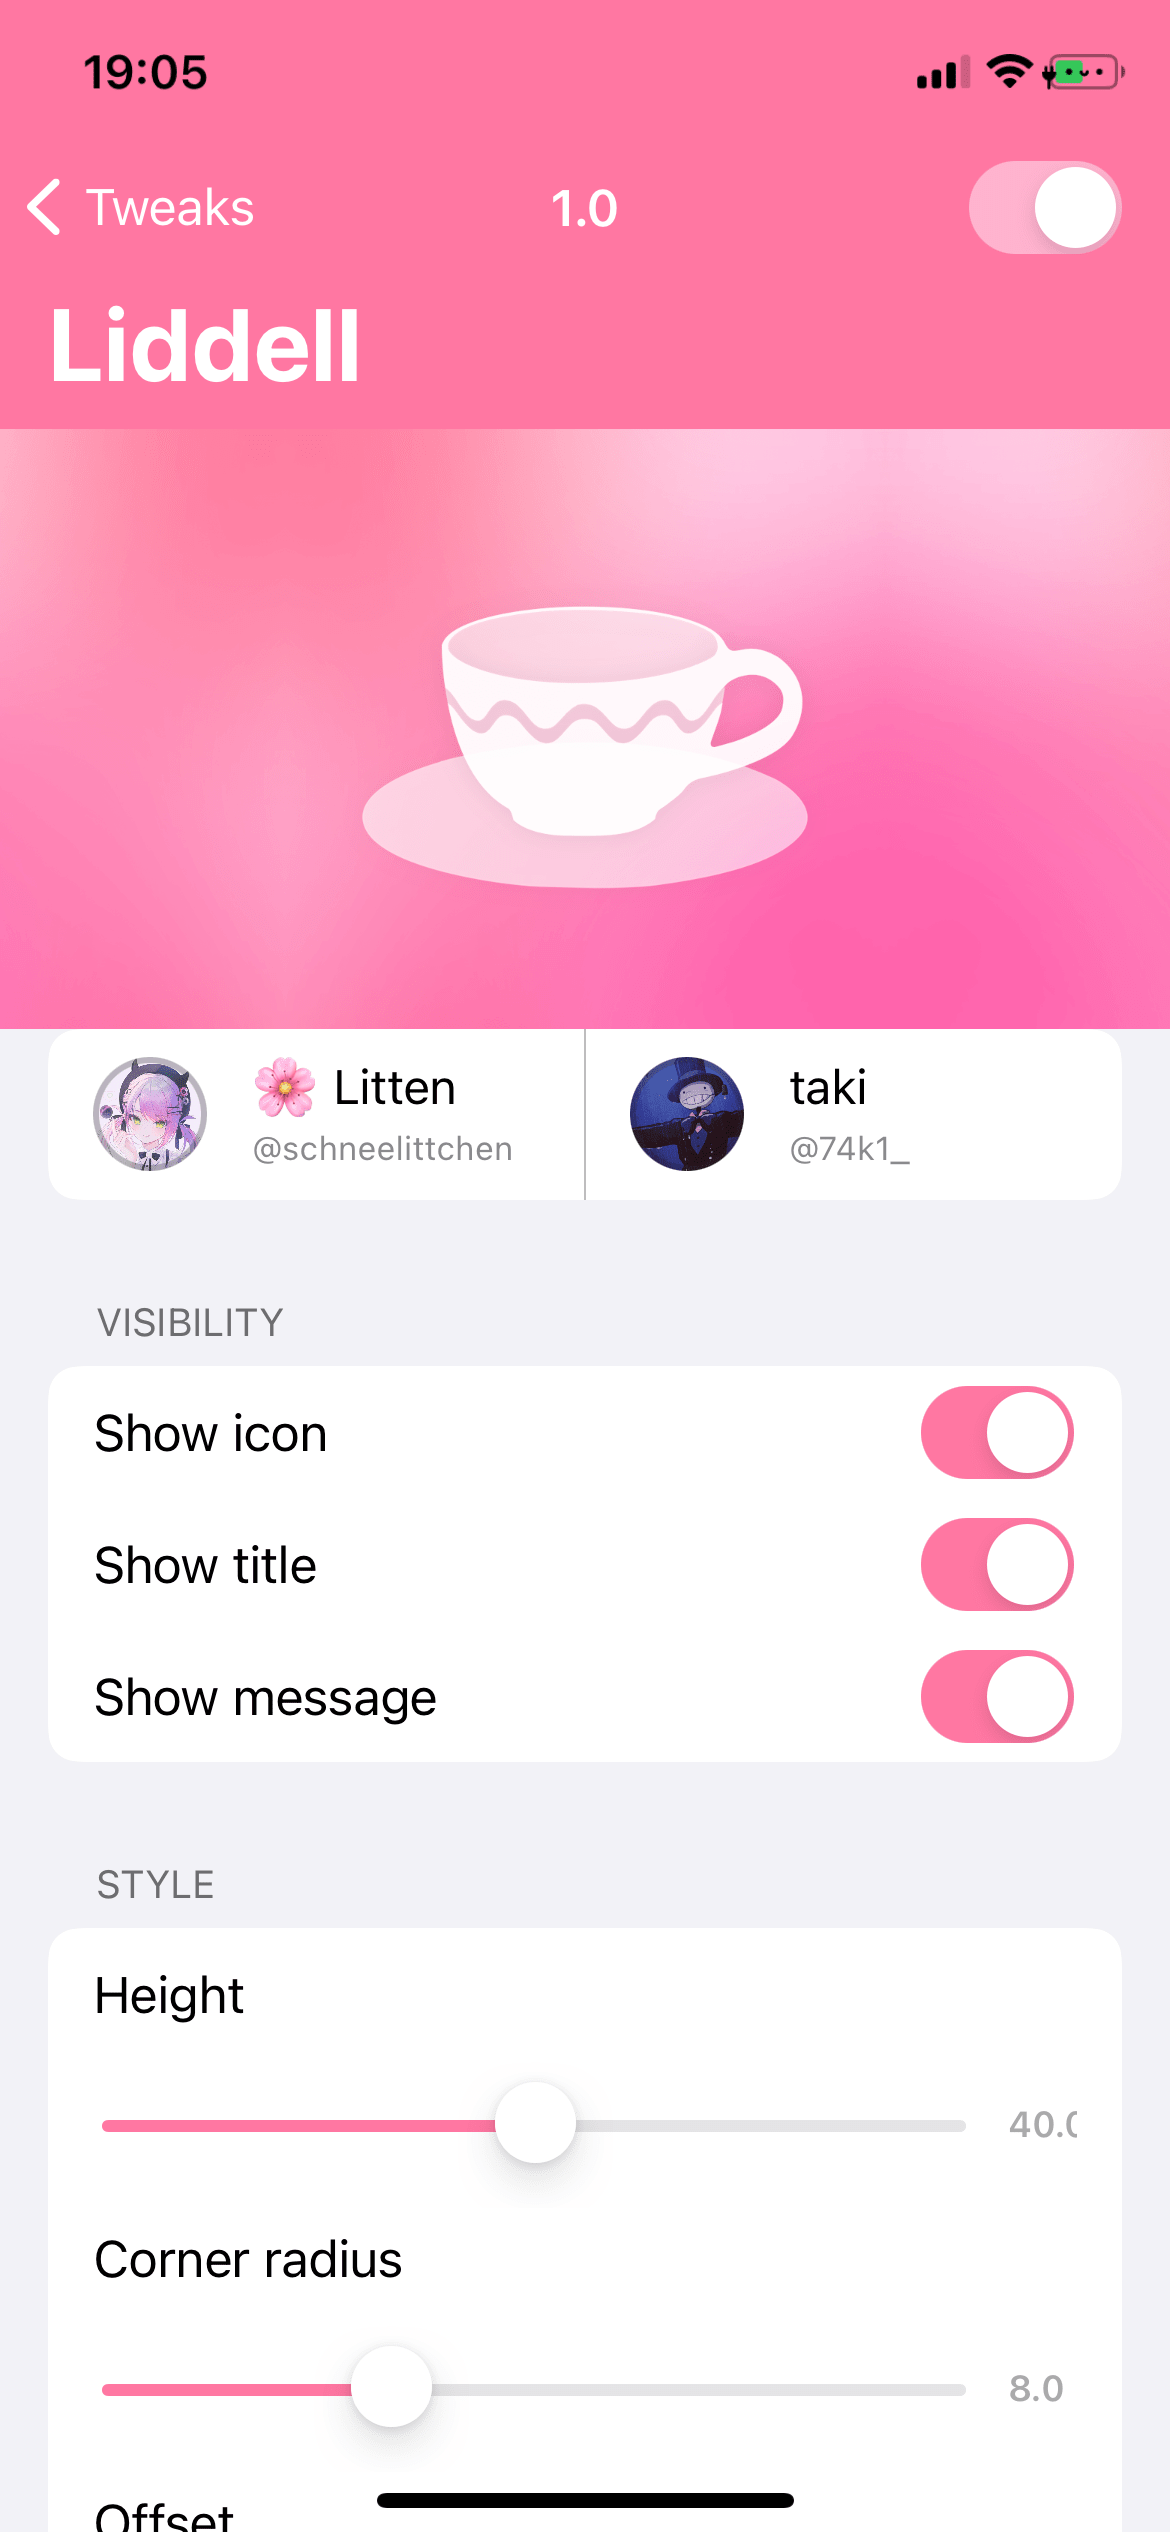 19:05
Tweaks
1.0
Liddell
🌸 Litten
@schneelittchen
taki
@74k1_
VISIBILITY
Show icon
Show title
Show message
STYLE
Height
40.0
Corner radius
8.0
Offset